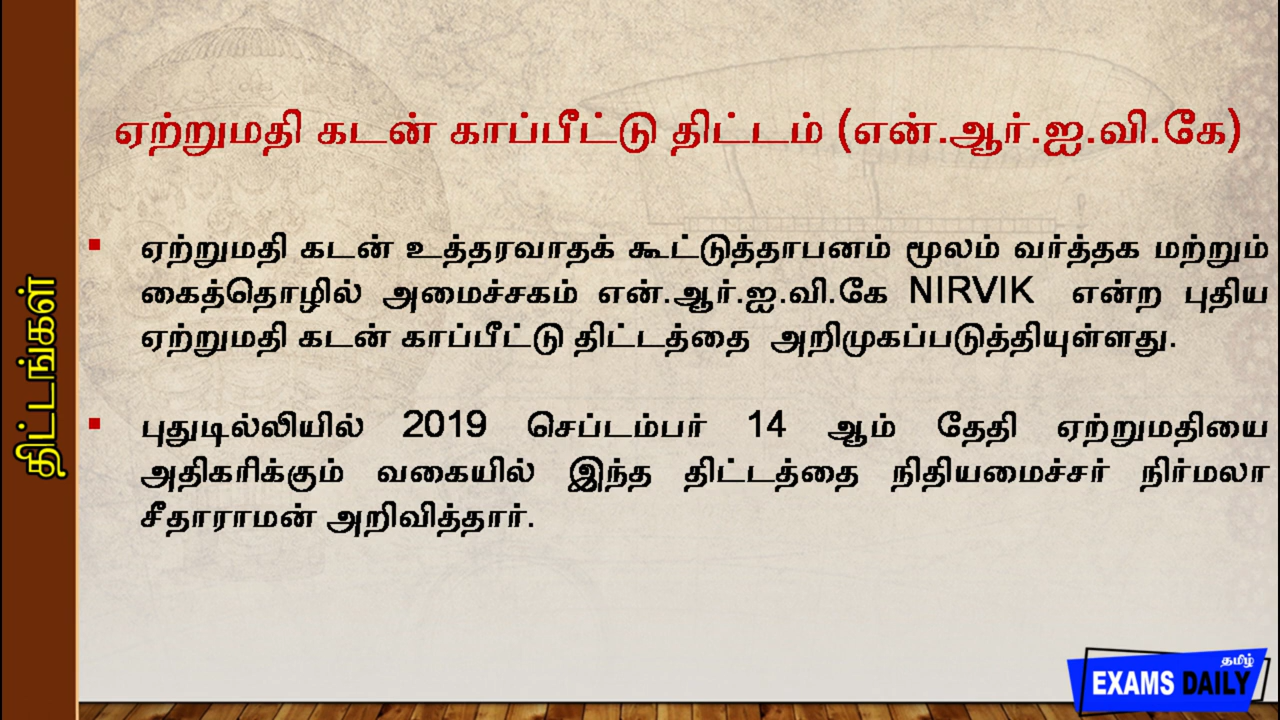 திட்டங்கள்
ஏற்றுமதி கடன் காப்பீட்டு திட்டம் (என்.ஆர்.ஐ.வி.கே)
ஏற்றுமதி கடன் உத்தரவாதக் கூட்டுத்தாபனம் மூலம் வர்த்தக மற்றும்
கைத்தொழில் அமைச்சகம் என்.ஆர்.ஐ.வி.கே NIRVIK என்ற புதிய
ஏற்றுமதி கடன் காப்பீட்டு திட்டத்தை அறிமுகப்படுத்தியுள்ளது.
புதுடில்லியில் 2019 செப்டம்பர் 14 ஆம் தேதி ஏற்றுமதியை
அதிகரிக்கும் வகையில் இந்த திட்டத்தை நிதியமைச்சர் நிர்மலா
சீதாராமன் அறிவித்தார்.
தமிழ்
EXAMS DAILY